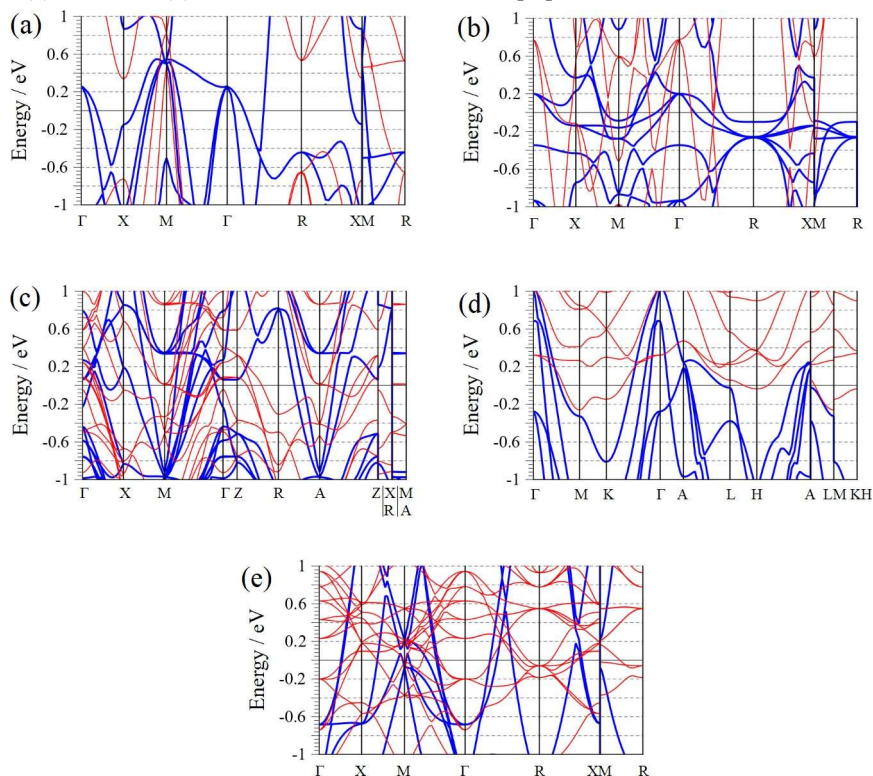 (a)
Energy / eV
1
0.6
0.2
-0.2
-0.6
-1
Γ X M Γ R XM R
(b)
Energy / eV
1
0.6
0.2
-0.2
-0.6
-1
Γ X M Γ R XM R
(c)
Energy / eV
1
0.6
0.2
-0.2
-0.6
-1
Γ X M ΓZ R A Z|X|M
R|A
(d)
Energy / eV
1
0.6
0.2
-0.2
-0.6
-1
Γ M K Γ A L H A LM KH
(e)
Energy / eV
1
0.6
0.2
-0.2
-0.6
-1
Γ X M Γ R XM R